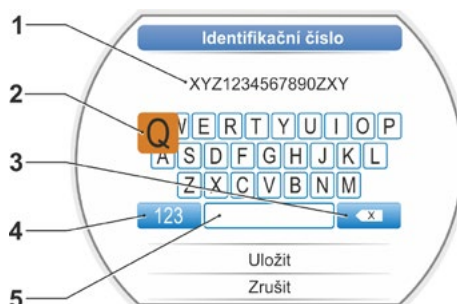 1
Identifikační číslo
XYZ1234567890ZXY
2
Q W E R T Y U I O P
3
A S D F G H J K L
Z X C V B N M
4
123
X
5
Uložit
Zrušit